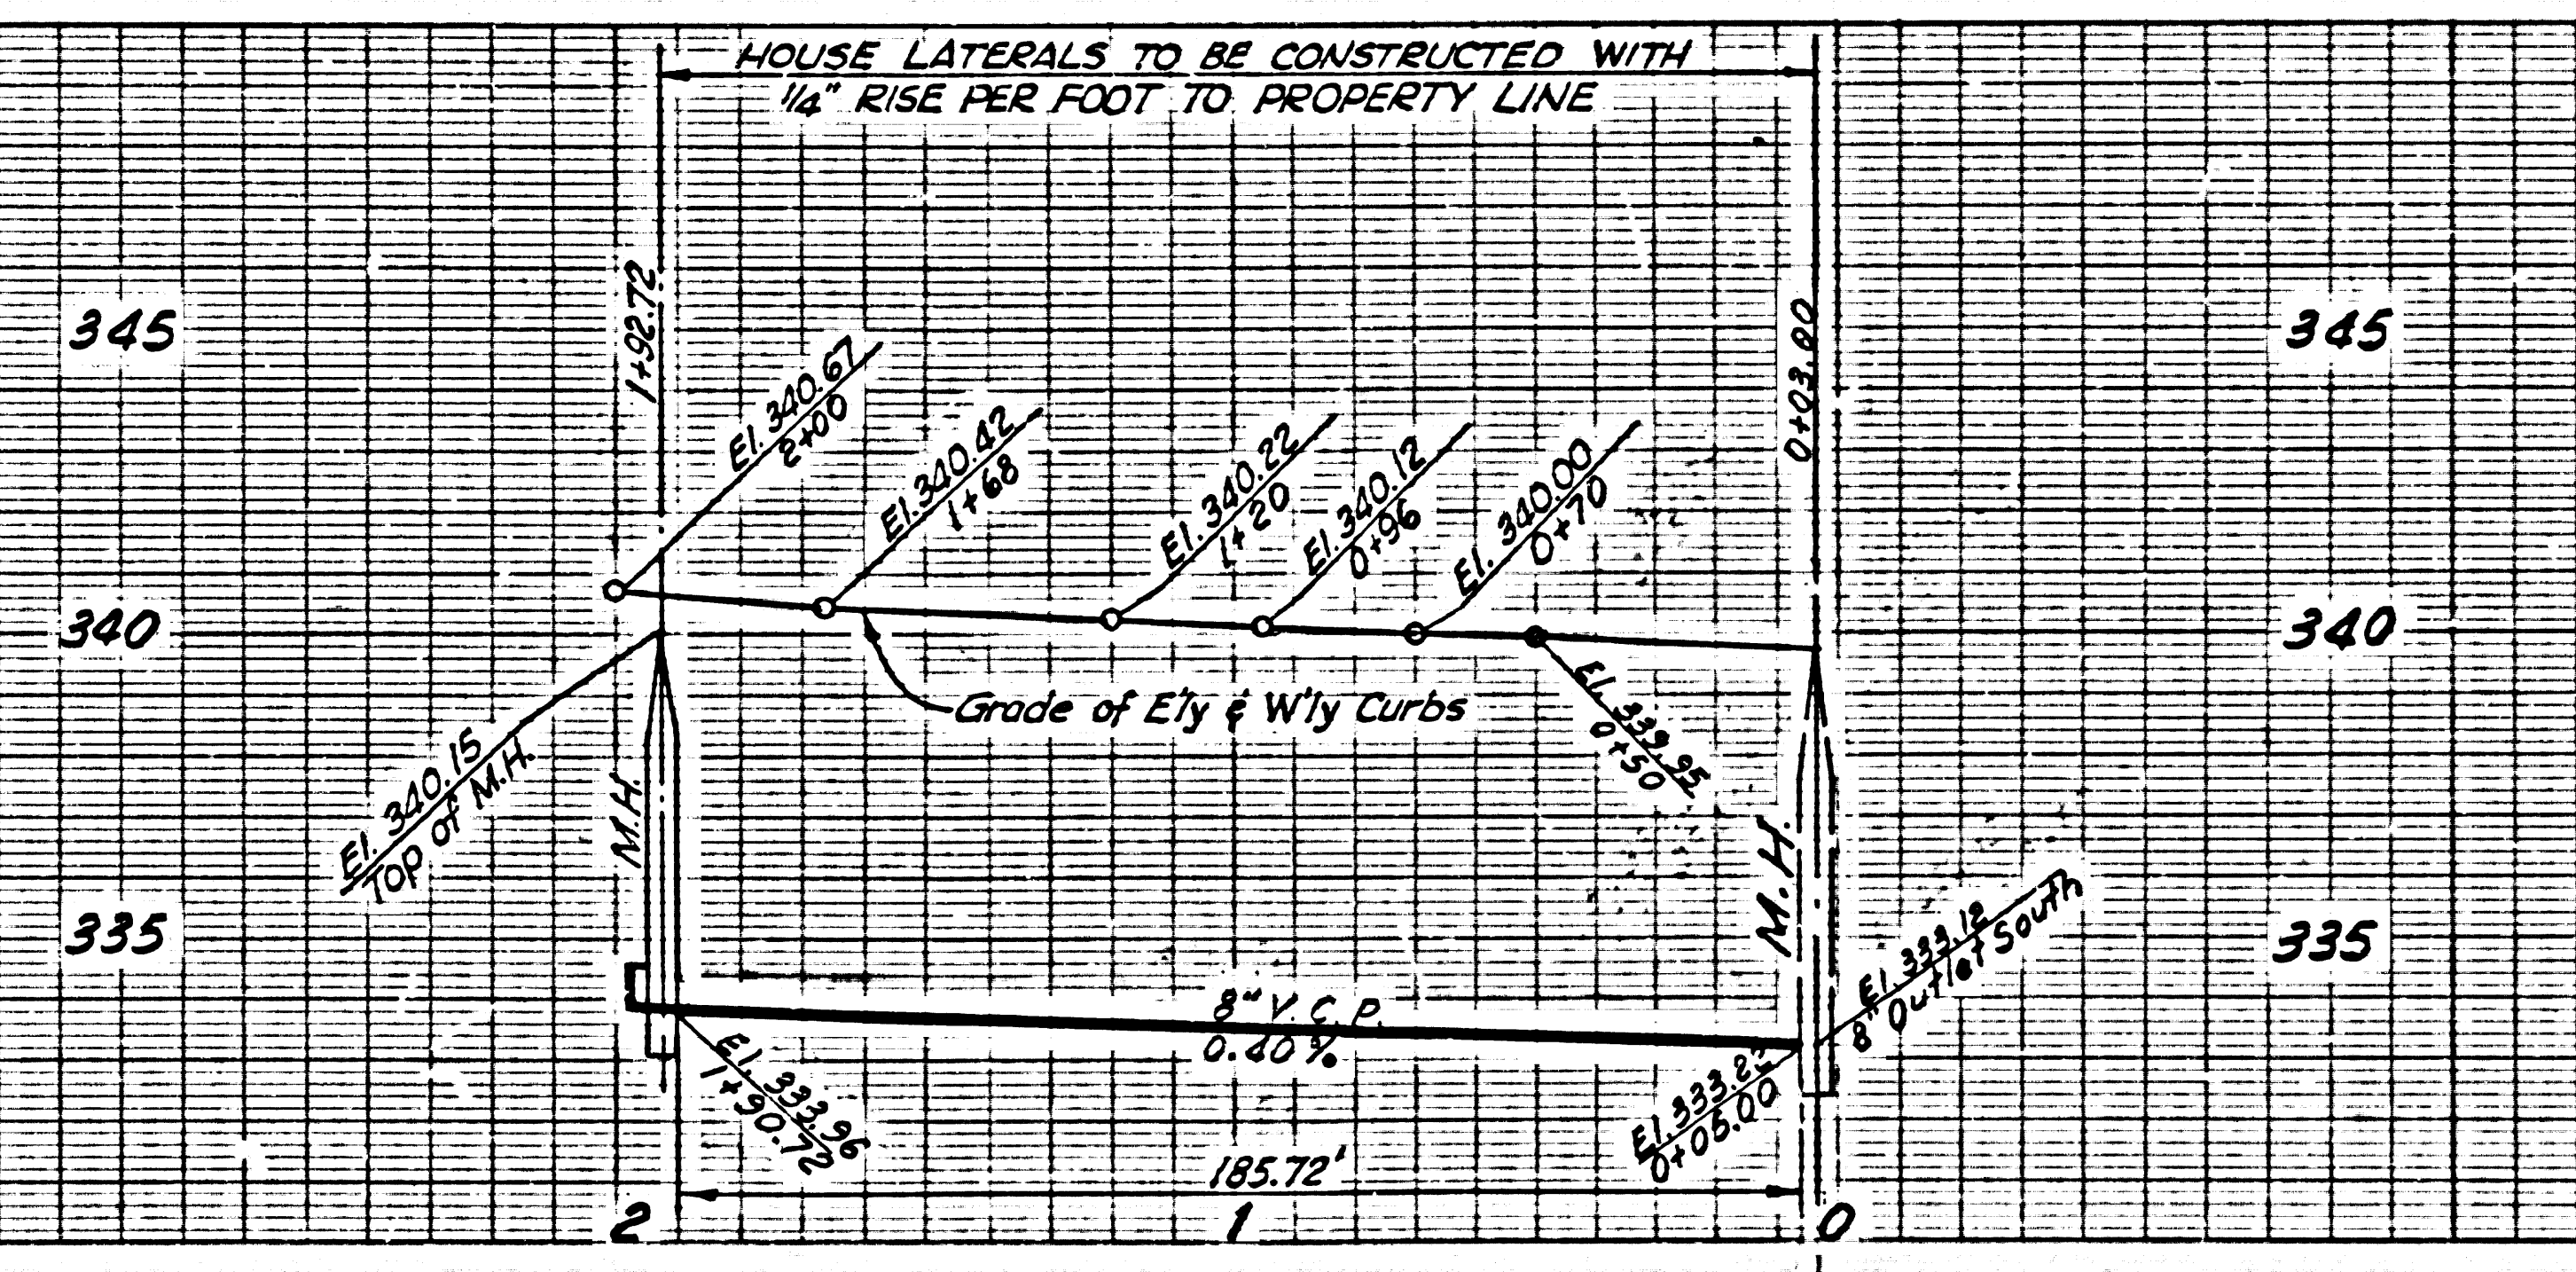 HOUSE LATERALS TO BE CONSTRUCTED WITH
1/4" RISE PER FOOT TO PROPERTY LINE
1+92.72
0+03.00
345
345
El. 340.67
2+00
El. 340.42
1+68
El. 340.22
1+20
El. 340.12
0+96
El. 340.00
0+70
340
340
Grade of E'ly & W'ly Curbs
El. 339.95
0+50
El. 340.15
Top of M.H.
M.H.
M.H.
335
335
El. 333.12
8" Outlet South
8" V.C.P.
0.40%
El. 333.96
1+90.72
El. 333.22
0+05.00
185.72'
2
1
0